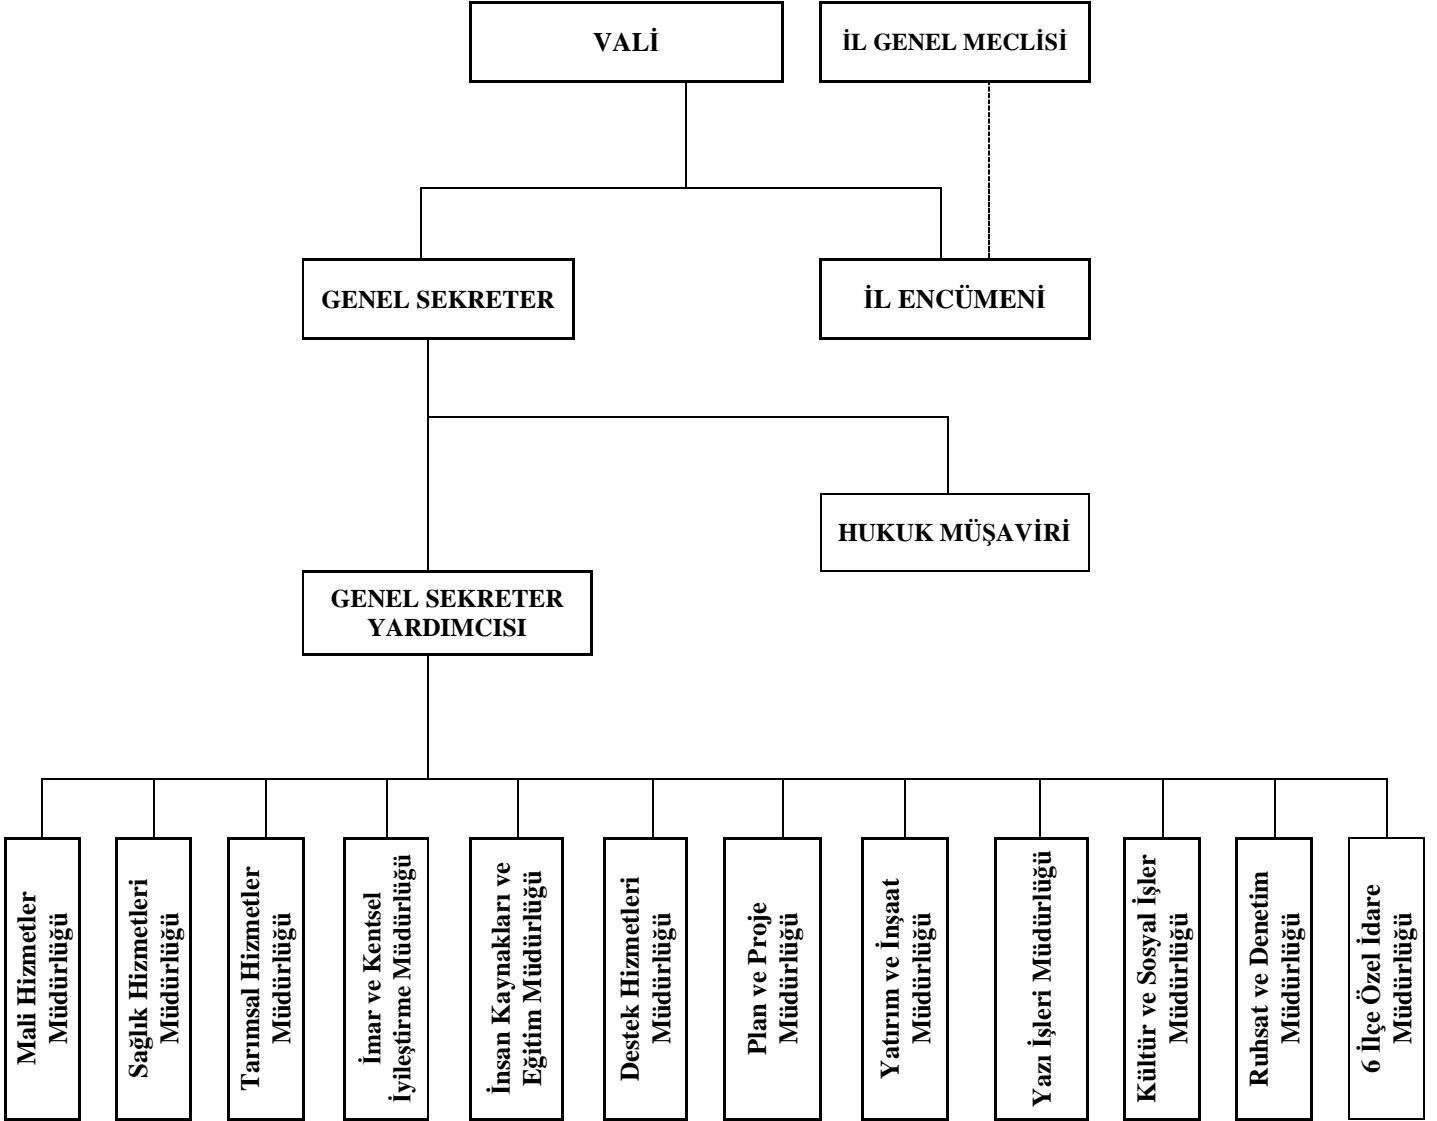 VALİ
İL GENEL MECLİSİ
GENEL SEKRETER
İL ENCÜMENİ
HUKUK MÜŞAVİRİ
GENEL SEKRETER
YARDIMCISI
Mali Hizmetler
Müdürlüğü
Sağlık Hizmetleri
Müdürlüğü
Tarımsal Hizmetler
Müdürlüğü
İmar ve Kentsel
İyileştirme Müdürlüğü
İnsan Kaynakları ve
Eğitim Müdürlüğü
Destek Hizmetleri
Müdürlüğü
Plan ve Proje
Müdürlüğü
Yatırım ve İnşaat
Müdürlüğü
Yazı İşleri Müdürlüğü
Kültür ve Sosyal İşler
Müdürlüğü
Ruhsat ve Denetim
Müdürlüğü
6 İlçe Özel İdare
Müdürlüğü